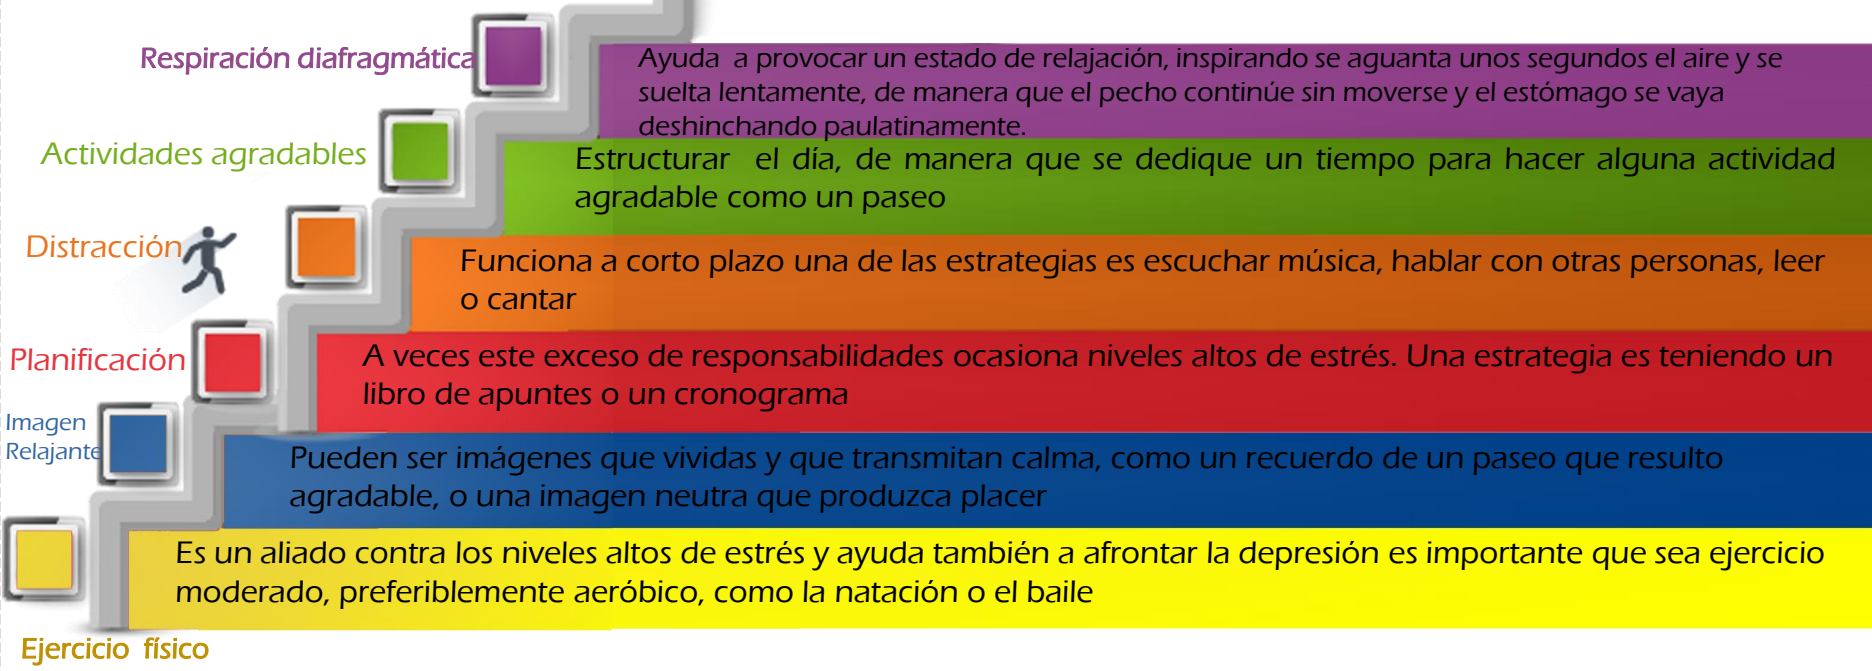 Respiración diafragmática
Ayuda a provocar un estado de relajación, inspirando se aguanta unos segundos el aire y se
suelta lentamente, de manera que el pecho continúe sin moverse y el estómago se vaya
deshinchando paulatinamente.
Actividades agradables
Estructurar el día, de manera que se dedique un tiempo para hacer alguna actividad
agradable como un paseo
Distracción
Funciona a corto plazo una de las estrategias es escuchar música, hablar con otras personas, leer
o cantar
Planificación
A veces este exceso de responsabilidades ocasiona niveles altos de estrés. Una estrategia es teniendo un
libro de apuntes o un cronograma
Imagen
Relajante
Pueden ser imágenes que vividas y que transmitan calma, como un recuerdo de un paseo que resulto
agradable, o una imagen neutra que produzca placer
Es un aliado contra los niveles altos de estrés y ayuda también a afrontar la depresión es importante que sea ejercicio
moderado, preferiblemente aeróbico, como la natación o el baile
Ejercicio físico